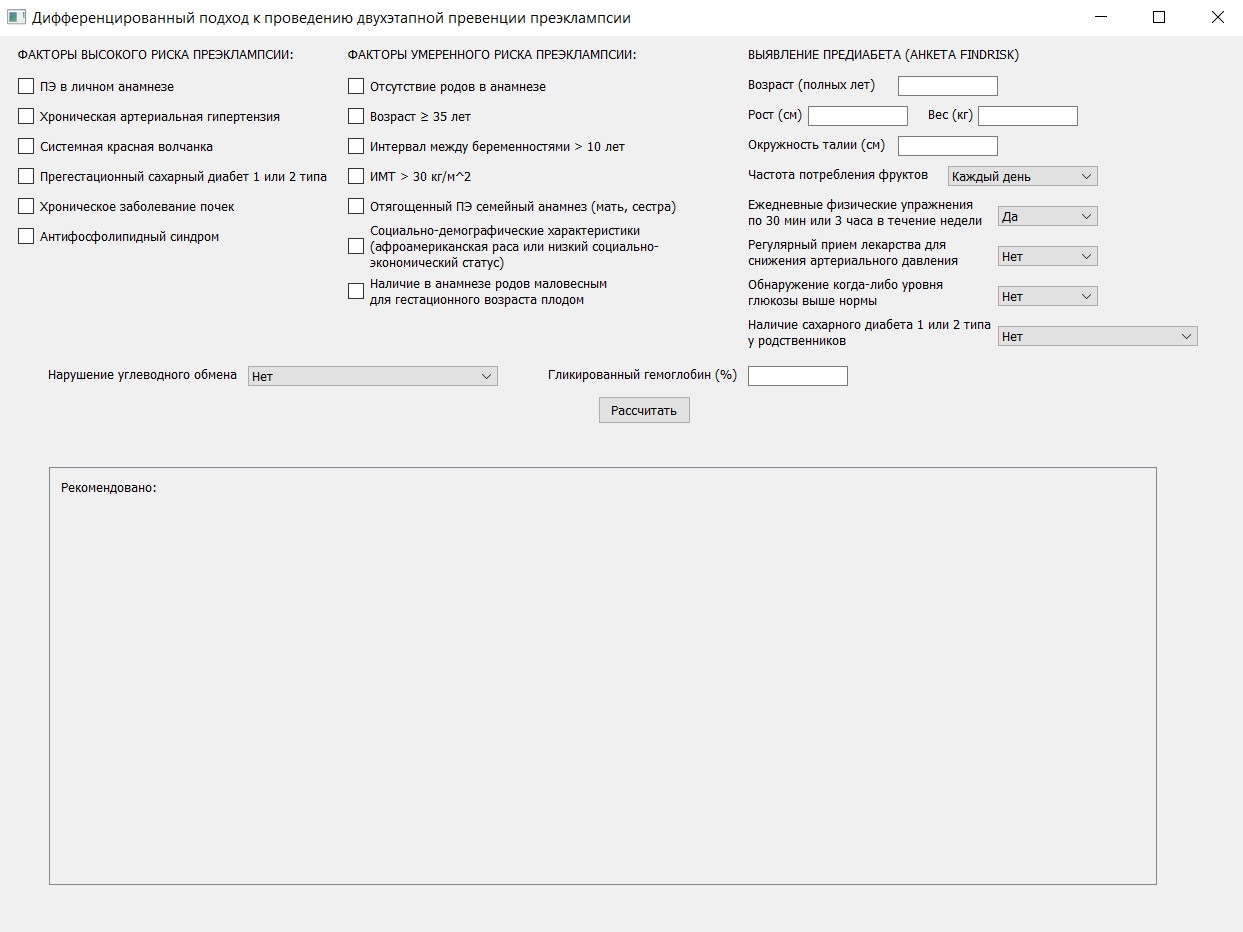 Дифференцированный подход к проведению двухэтапной превенции преэклампсии
ФАКТОРЫ ВЫСОКОГО РИСКА ПРЕЭКЛАМПСИИ:
ПЭ в личном анамнезе
Хроническая артериальная гипертензия
Системная красная волчанка
Прегестационный сахарный диабет 1 или 2 типа
Хроническое заболевание почек
Антифосфолипидный синдром
ФАКТОРЫ УМЕРЕННОГО РИСКА ПРЕЭКЛАМПСИИ:
Отсутствие родов в анамнезе
Возраст ≥ 35 лет
Интервал между беременностями > 10 лет
ИМТ > 30 кг/м^2
Отягощенный ПЭ семейный анамнез (мать, сестра)
Социально-демографические характеристики
(афроамериканская раса или низкий социально-
экономический статус)
Наличие в анамнезе родов маловесным
для гестационного возраста плодом
ВЫЯВЛЕНИЕ ПРЕДИАБЕТА (АНКЕТА FINDRISK)
Возраст (полных лет)
Рост (см) Вес (кг)
Окружность талии (см)
Частота потребления фруктов Каждый день
Ежедневные физические упражнения
по 30 мин или 3 часа в течение недели Да
Регулярный прием лекарства для
снижения артериального давления Нет
Обнаружение когда-либо уровня
глюкозы выше нормы Нет
Наличие сахарного диабета 1 или 2 типа
у родственников Нет
Нарушение углеводного обмена Нет Гликированный гемоглобин (%)
Рассчитать
Рекомендовано: